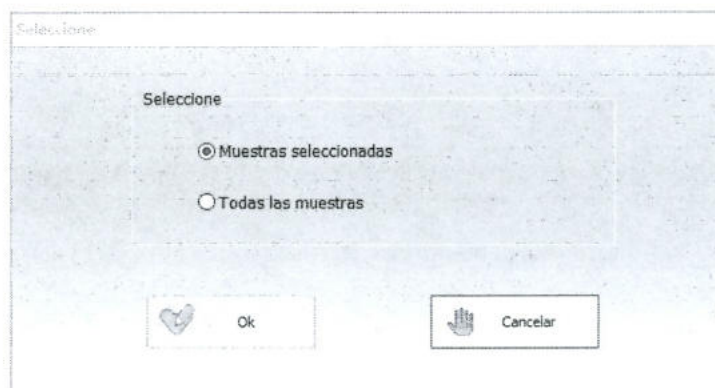 Seleccione
Seleccione
Muestras seleccionadas
Todas las muestras
Ok
Cancelar